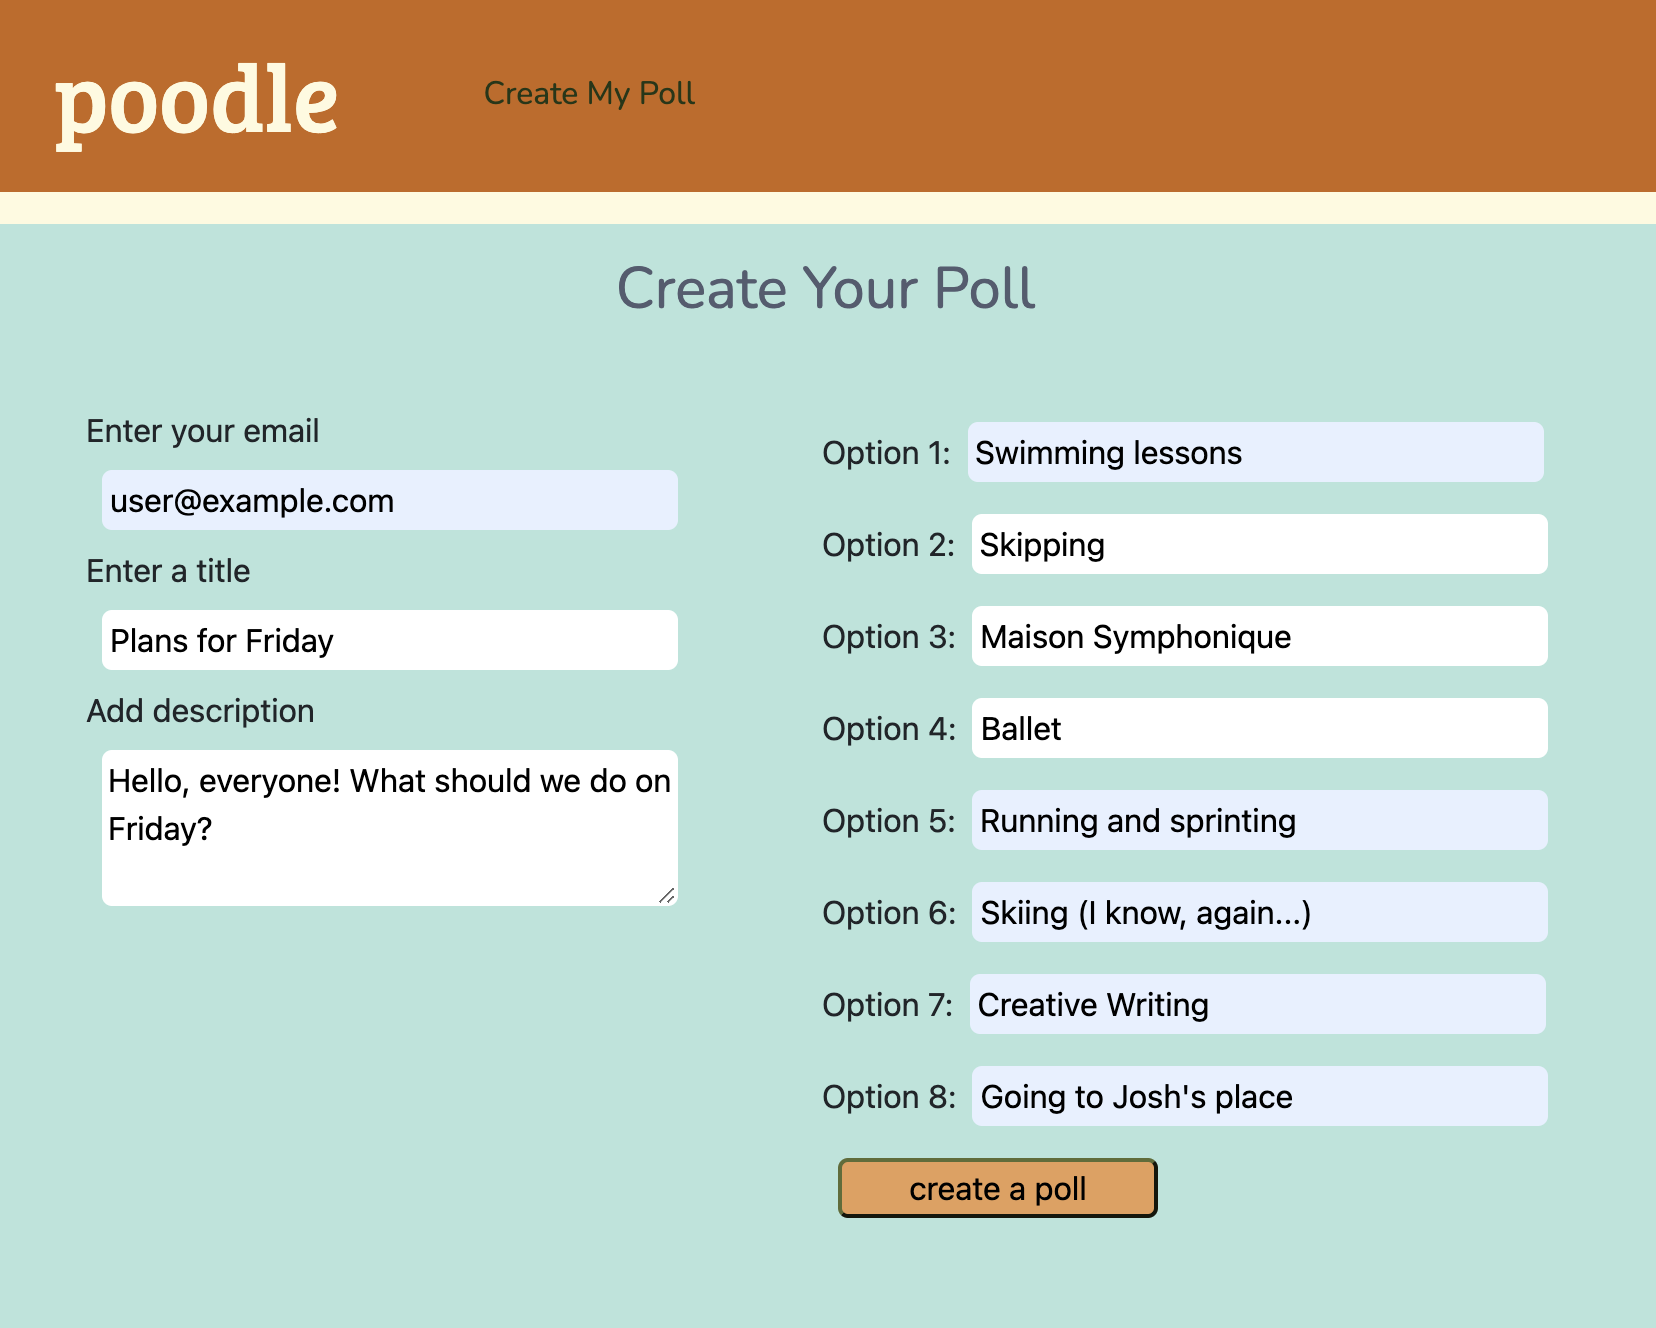 poodle
Create My Poll
Create Your Poll
Enter your email
user@example.com
Enter a title
Plans for Friday
Add description
Hello, everyone! What should we do on
Friday?
Option 1: Swimming lessons
Option 2: Skipping
Option 3: Maison Symphonique
Option 4: Ballet
Option 5: Running and sprinting
Option 6: Skiing (I know, again...)
Option 7: Creative Writing
Option 8: Going to Josh's place
create a poll